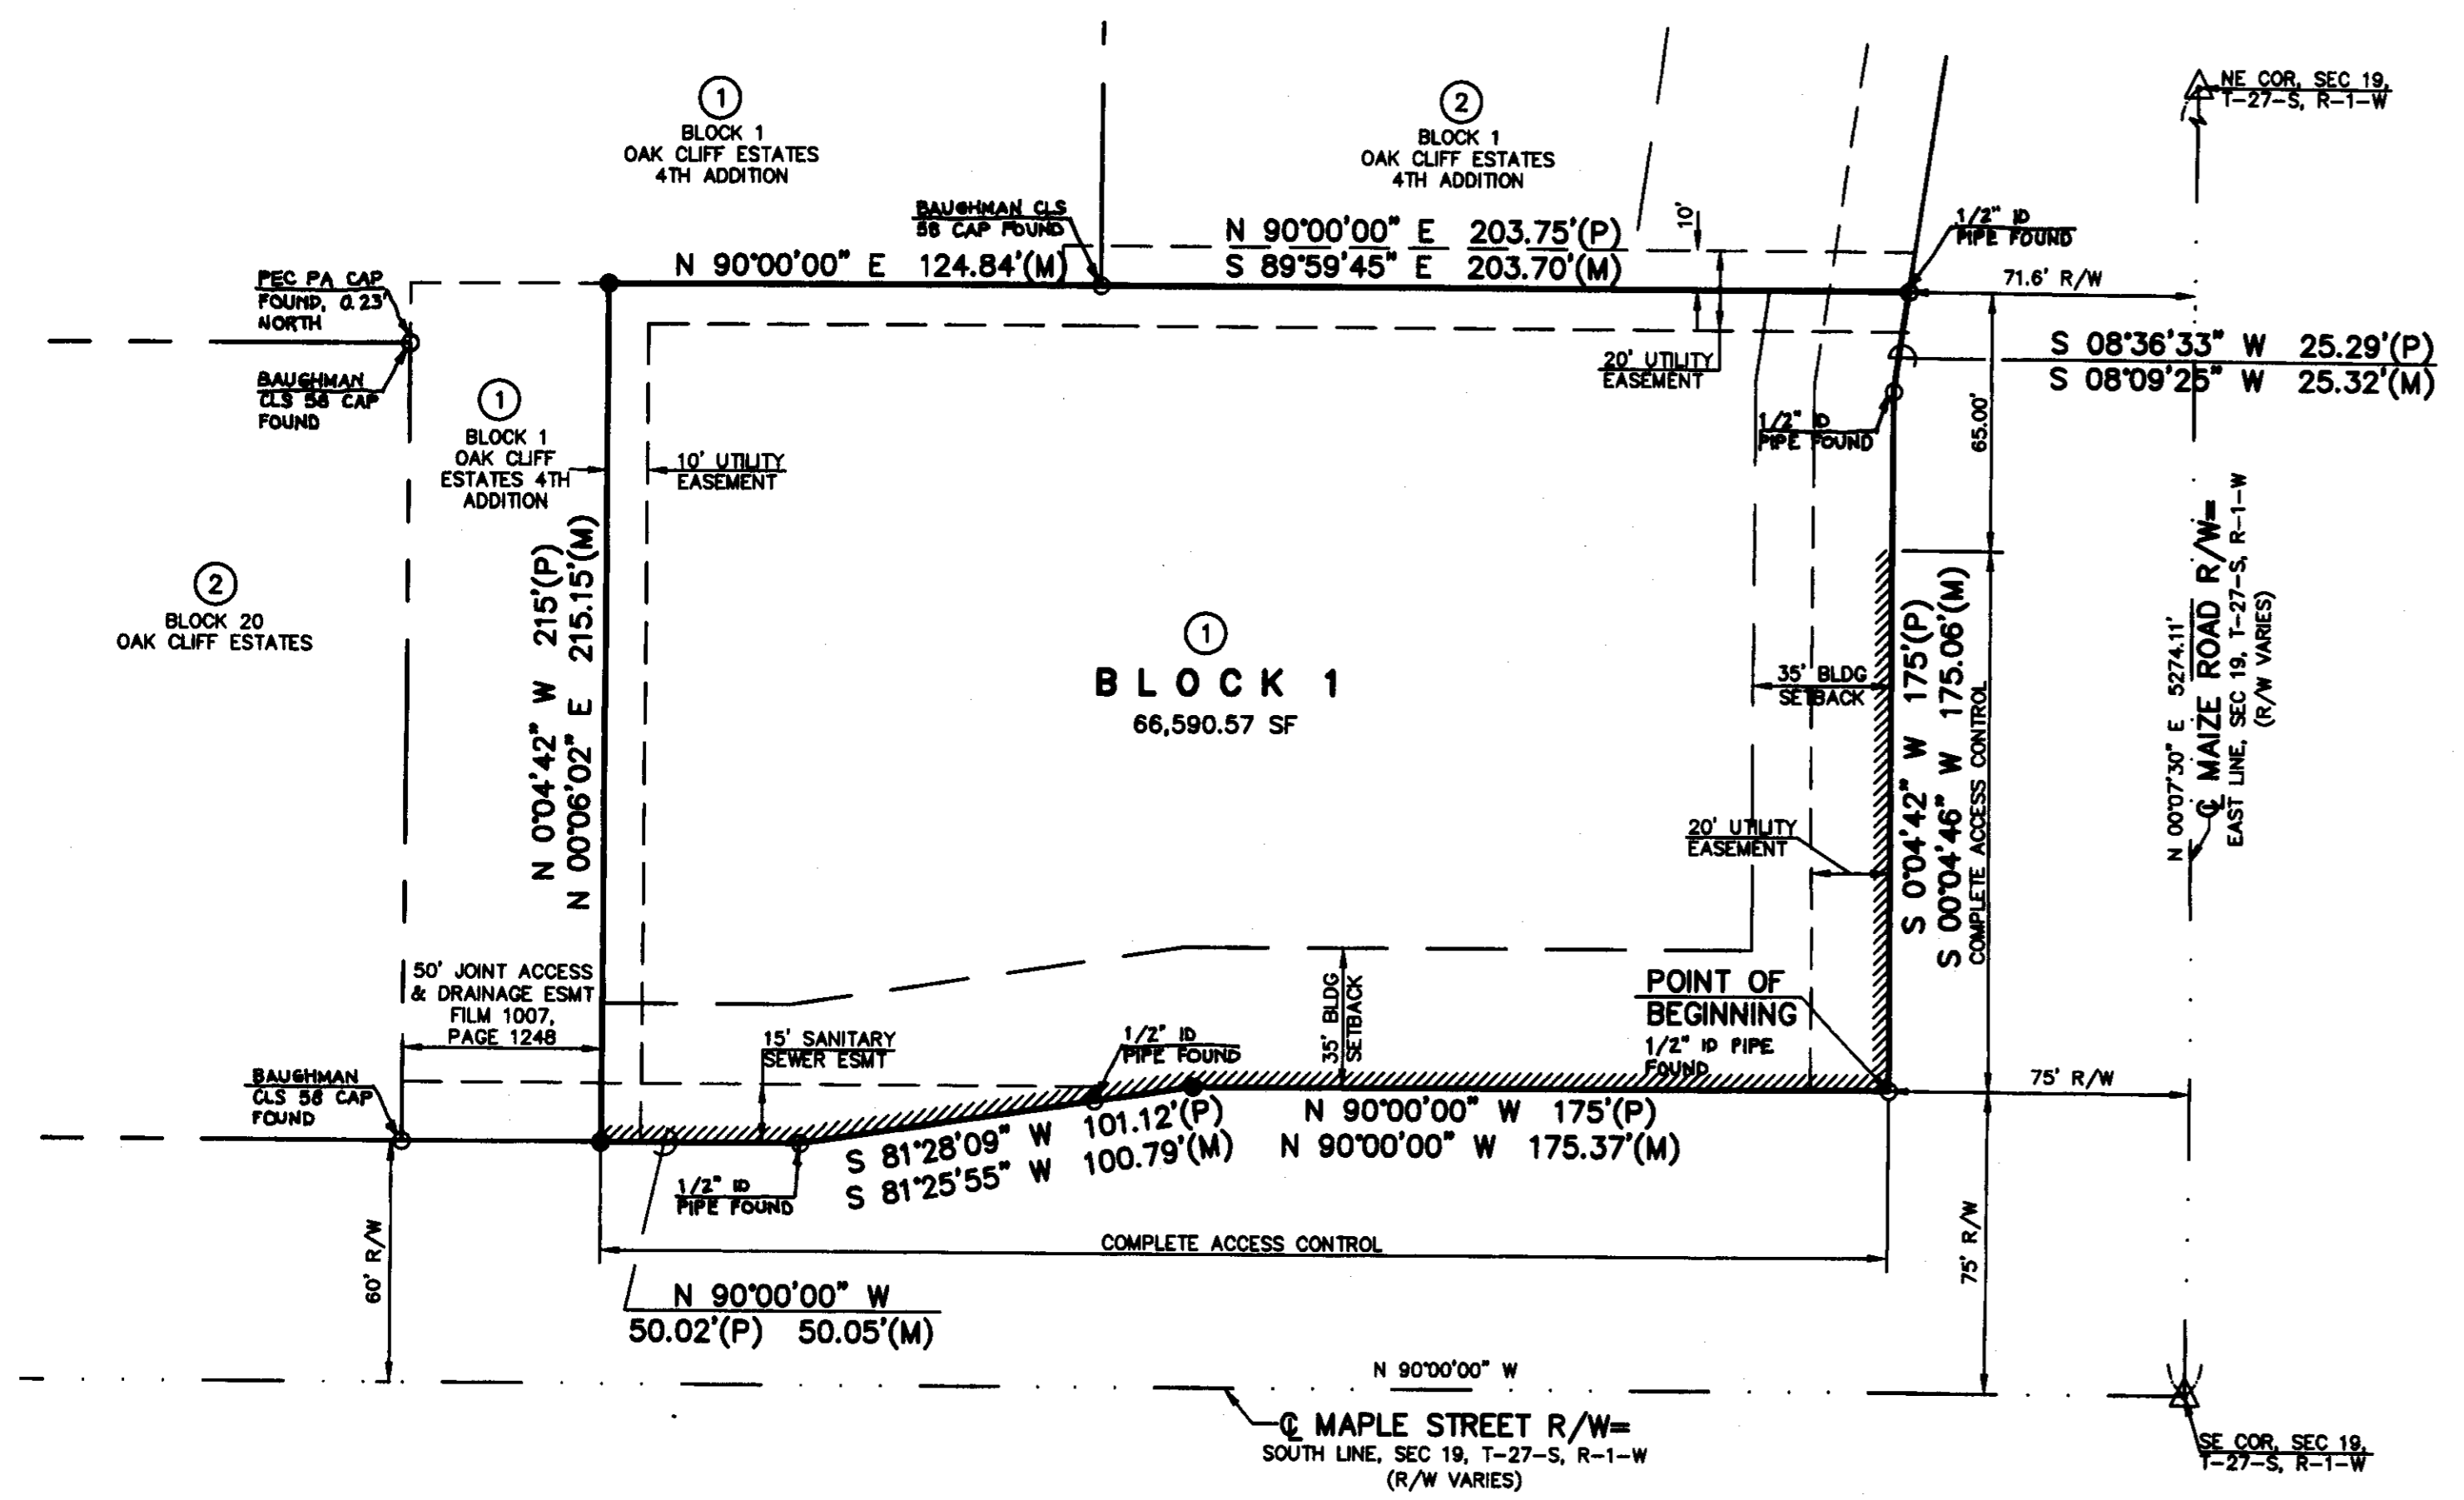 1
BLOCK 1
OAK CLIFF ESTATES
4TH ADDITION
2
BLOCK 1
OAK CLIFF ESTATES
4TH ADDITION
NE COR, SEC 19,
T-27-S, R-1-W
BAUGHMAN CLS
58 CAP FOUND
N 90°00'00" E 203.75'(P)
S 89°59'45" E 203.70'(M)
10'
1/2" ID
PIPE FOUND
N 90°00'00" E 124.84'(M)
71.6' R/W
PEC PA CAP
FOUND, 0.23'
NORTH
BAUGHMAN
CLS 58 CAP
FOUND
S 08°36'33" W 25.29'(P)
S 08°09'25" W 25.32'(M)
20' UTILITY
EASEMENT
1/2" ID
PIPE FOUND
65.00'
1
BLOCK 1
OAK CLIFF
ESTATES 4TH
ADDITION
10' UTILITY
EASEMENT
N 0°04'42" W 215'(P)
N 00°06'02" E 215.15'(M)
2
BLOCK 20
OAK CLIFF ESTATES
1
BLOCK 1
66,590.57 SF
35' BLDG
SETBACK
S 0°04'42" W 175'(P)
S 00°04'46" W 175.06'(M)
COMPLETE ACCESS CONTROL
N 00°07'30" E 5274.11'
℄ MAIZE ROAD R/W=
EAST LINE, SEC 19, T-27-S, R-1-W
(R/W VARIES)
20' UTILITY
EASEMENT
50' JOINT ACCESS
& DRAINAGE ESMT
FILM 1007,
PAGE 1248
15' SANITARY
SEWER ESMT
1/2" ID
PIPE FOUND
35' BLDG
SETBACK
POINT OF
BEGINNING
1/2" ID PIPE
FOUND
BAUGHMAN
CLS 58 CAP
FOUND
75' R/W
S 81°28'09" W 101.12'(P)
S 81°25'55" W 100.79'(M)
N 90°00'00" W 175'(P)
N 90°00'00" W 175.37'(M)
1/2" ID
PIPE FOUND
60' R/W
COMPLETE ACCESS CONTROL
75' R/W
N 90°00'00" W
50.02'(P) 50.05'(M)
N 90°00'00" W
℄ MAPLE STREET R/W=
SOUTH LINE, SEC 19, T-27-S, R-1-W
(R/W VARIES)
SE COR, SEC 19,
T-27-S, R-1-W